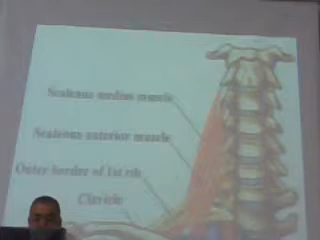 Scalenus medius muscle
Scalenus anterior muscle
Outer border of 1st rib
Clavicle